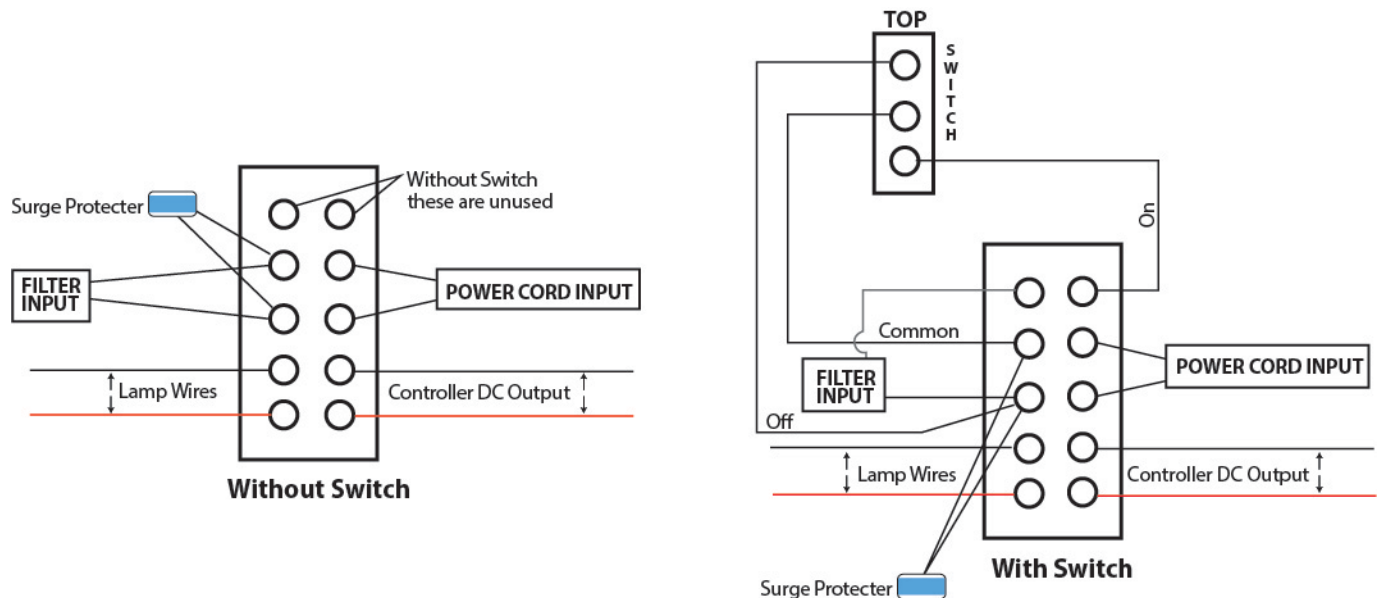 Without Switch
these are unused
Surge Protecter
FILTER
INPUT
POWER CORD INPUT
Lamp Wires
Controller DC Output
Without Switch
TOP
SWITCH
On
Common
FILTER
INPUT
POWER CORD INPUT
Off
Lamp Wires
Controller DC Output
With Switch
Surge Protecter